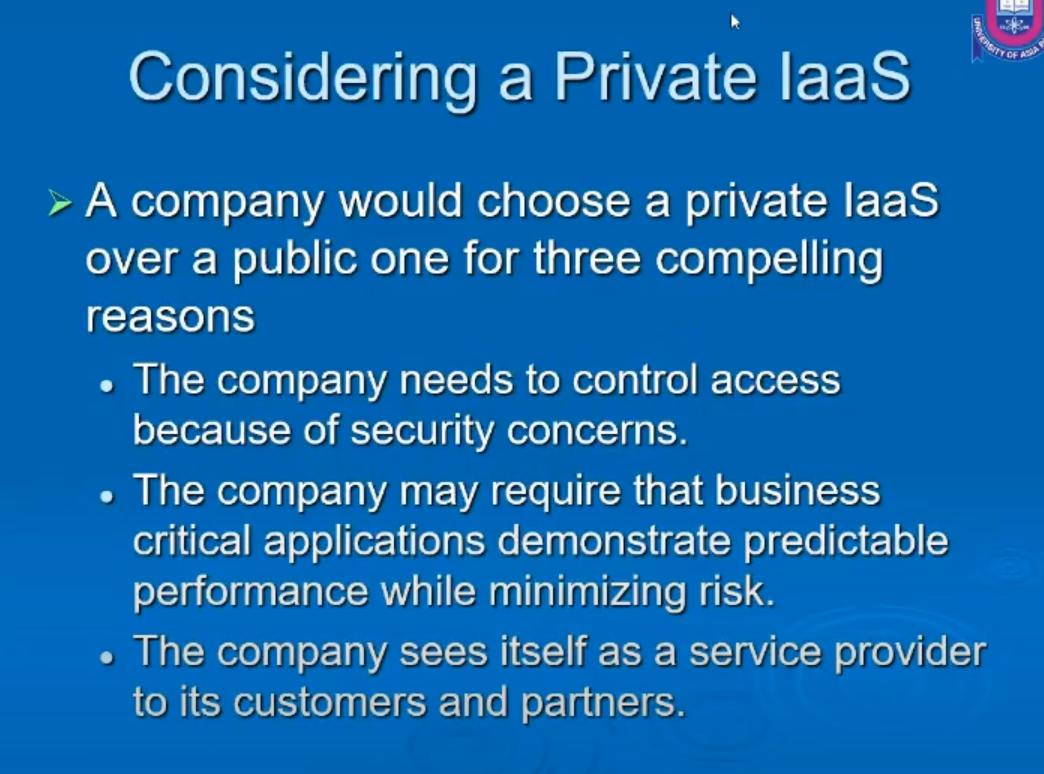 UNIVERSITY OF ASIA
Considering a Private IaaS
A company would choose a private IaaS
over a public one for three compelling
reasons
The company needs to control access
because of security concerns.
The company may require that business
critical applications demonstrate predictable
performance while minimizing risk.
The company sees itself as a service provider
to its customers and partners.